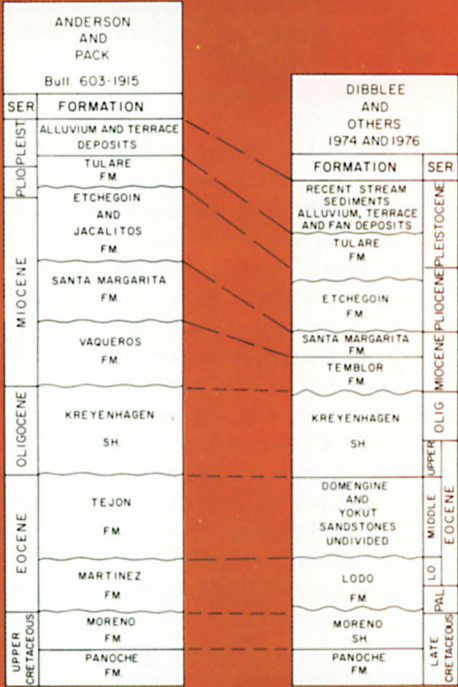 ANDERSON
AND
PACK
Bull. 603-1915
SER. FORMATION
PLEIST
PLIO
MIOCENE
OLIGOCENE
EOCENE
UPPER
CRETACEOUS
ALLUVIUM AND TERRACE
DEPOSITS
TULARE
FM.
ETCHEGOIN
AND
JACALITOS
FM.
SANTA MARGARITA
FM.
VAQUEROS
FM.
KREYENHAGEN
SH.
TEJON
FM.
MARTINEZ
FM
MORENO
FM
PANOCHE
FM.
DIBBLEE
AND
OTHERS
1974 AND 1976
FORMATION SER
RECENT STREAM
SEDIMENTS
ALLUVIUM, TERRACE
AND FAN DEPOSITS
TULARE
FM.
ETCHEGOIN
FM.
SANTA MARGARITA
FM.
TEMBLOR
FM.
KREYENHAGEN
SH.
DOMENGINE
AND
YOKUT
SANDSTONES
UNDIVIDED
LODO
FM
MORENO
SH.
PANOCHE
FM.
PLEISTOCENE
PLIOCENE
MIOCENE
OLIG
UPPER
MIDDLE
LO
EOCENE
PAL
LATE
CRETACEOUS